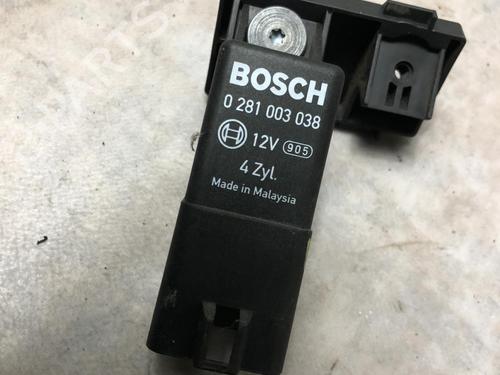 BOSCH
0 281 003 038
12V 905
4 Zyl.
Made in Malaysia